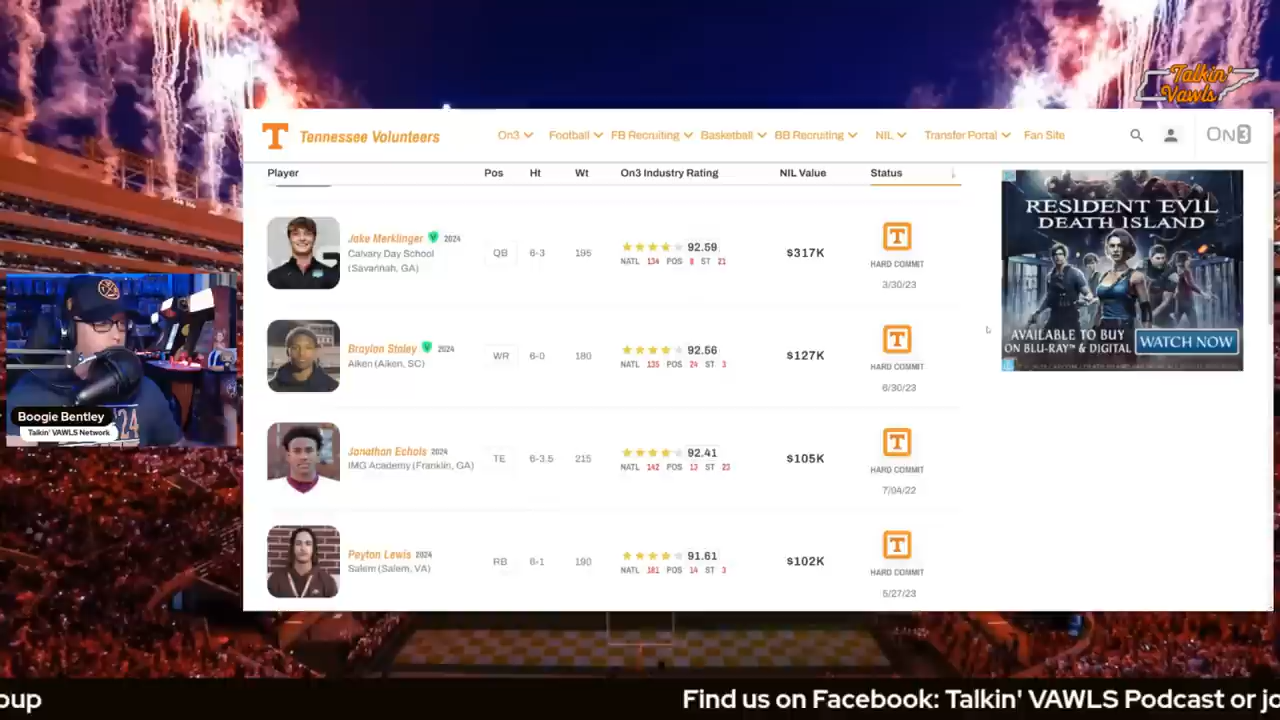 Talkin'
Vawls
T Tennessee Volunteers
On3 Football FB Recruiting Basketball BB Recruiting NIL Transfer Portal Fan Site
ON3
Player Pos Ht Wt On3 Industry Rating NIL Value Status
Jake Merklinger 2024
Calvary Day School
(Savannah, GA)
QB 6-3 195 92.59 $317K
NATL 134 POS 8 ST 21
T
HARD COMMIT
3/30/23
Braylon Staley 2024
Aiken (Aiken, SC)
WR 6-0 180 92.56 $127K
NATL 135 POS 24 ST 3
T
HARD COMMIT
6/30/23
Jonathan Echols 2024
IMG Academy (Franklin, GA)
TE 6-3.5 215 92.41 $105K
NATL 142 POS 13 ST 23
T
HARD COMMIT
7/04/22
Peyton Lewis 2024
Salem (Salem, VA)
RB 6-1 190 91.61 $102K
NATL 181 POS 14 ST 3
T
HARD COMMIT
5/27/23
RESIDENT EVIL
DEATH ISLAND
AVAILABLE TO BUY
ON BLU-RAY™ & DIGITAL
WATCH NOW
Boogie Bentley
Talkin' VAWLS Network
24
oup Find us on Facebook: Talkin' VAWLS Podcast or jo